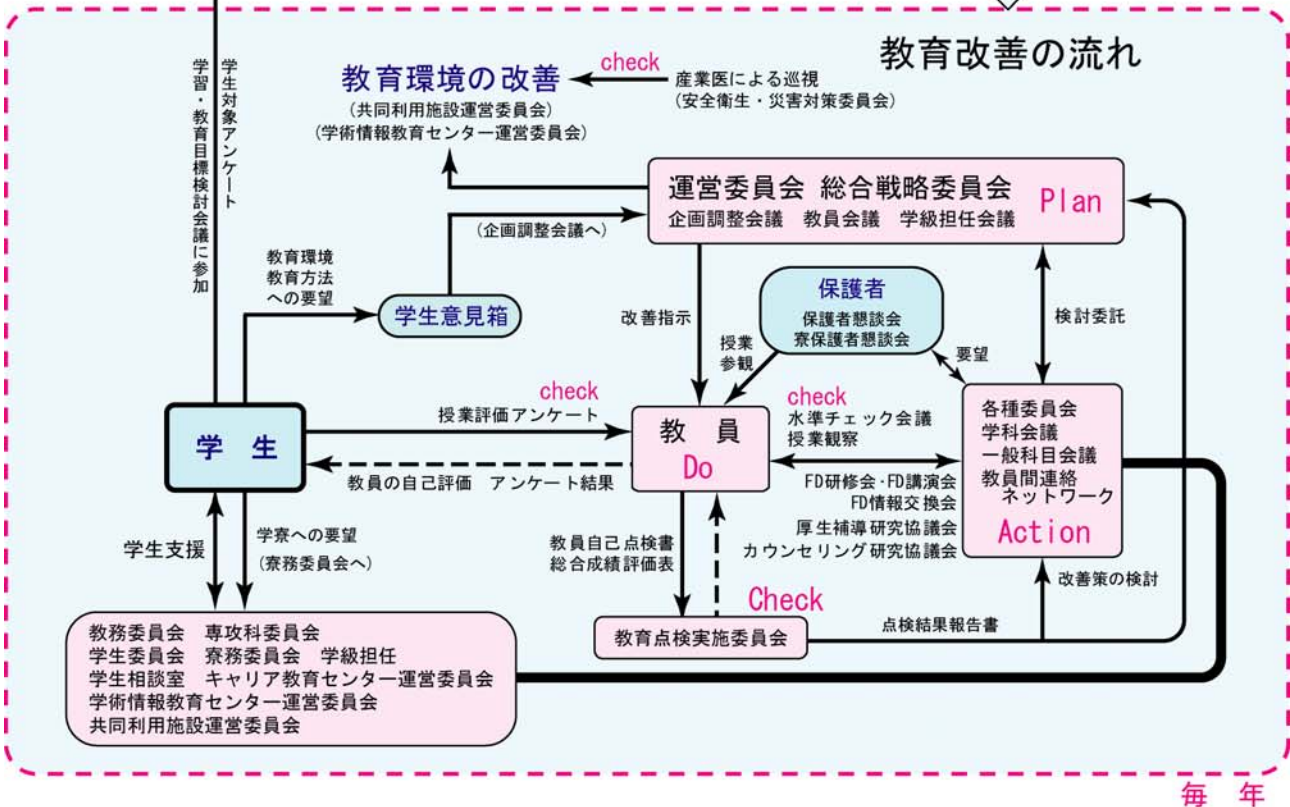 教育改善の流れ
学生対象アンケート
学習・教育目標検討会議に参加
教育環境の改善
(共同利用施設運営委員会)
(学術情報教育センター運営委員会)
check
産業医による巡視
(安全衛生・災害対策委員会)
運営委員会 総合戦略委員会
企画調整会議 教員会議 学級担任会議
Plan
(企画調整会議へ)
教育環境
教育方法
への要望
学生意見箱
改善指示
保護者
保護者懇談会
寮保護者懇談会
授業
参観
要望
検討委託
学 生
check
授業評価アンケート
教員の自己評価 アンケート結果
教 員
Do
check
水準チェック会議
授業観察
FD研修会・FD講演会
FD情報交換会
厚生補導研究協議会
カウンセリング研究協議会
各種委員会
学科会議
一般科目会議
教員間連絡
ネットワーク
Action
学生支援
学寮への要望
(寮務委員会へ)
教員自己点検書
総合成績評価表
Check
教育点検実施委員会
点検結果報告書
改善策の検討
教務委員会 専攻科委員会
学生委員会 寮務委員会 学級担任
学生相談室 キャリア教育センター運営委員会
学術情報教育センター運営委員会
共同利用施設運営委員会
毎 年